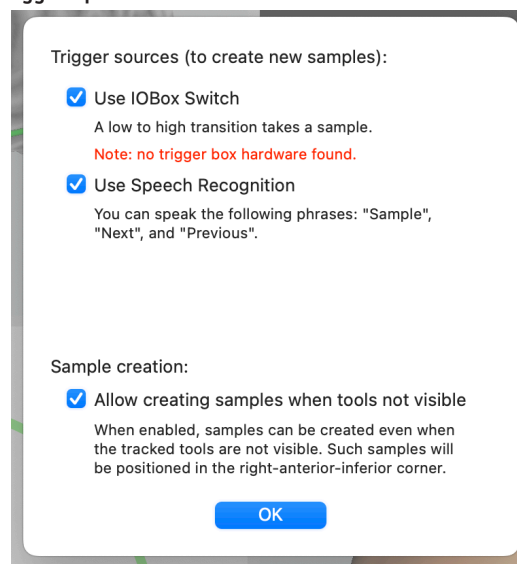 Trigger sources (to create new samples):
Use IOBox Switch
A low to high transition takes a sample.
Note: no trigger box hardware found.
Use Speech Recognition
You can speak the following phrases: "Sample",
"Next", and "Previous".
Sample creation:
Allow creating samples when tools not visible
When enabled, samples can be created even when
the tracked tools are not visible. Such samples will
be positioned in the right-anterior-inferior corner.
OK